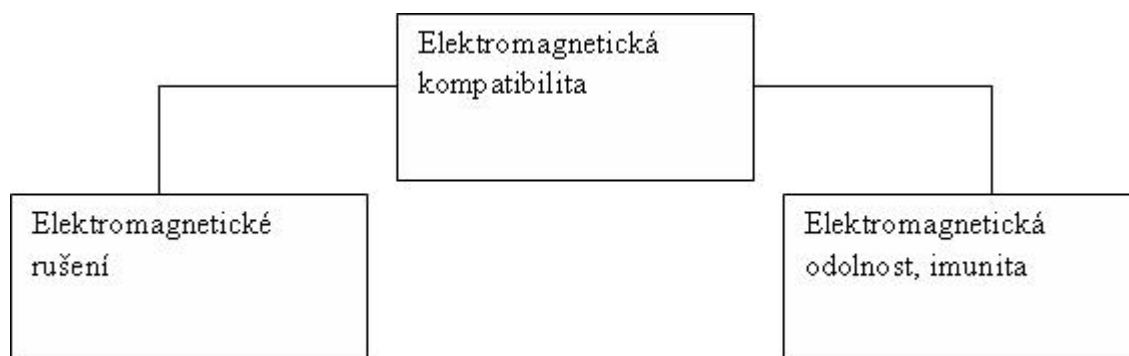 Elektromagnetická
kompatibilita
Elektromagnetické
rušení
Elektromagnetická
odolnost, imunita